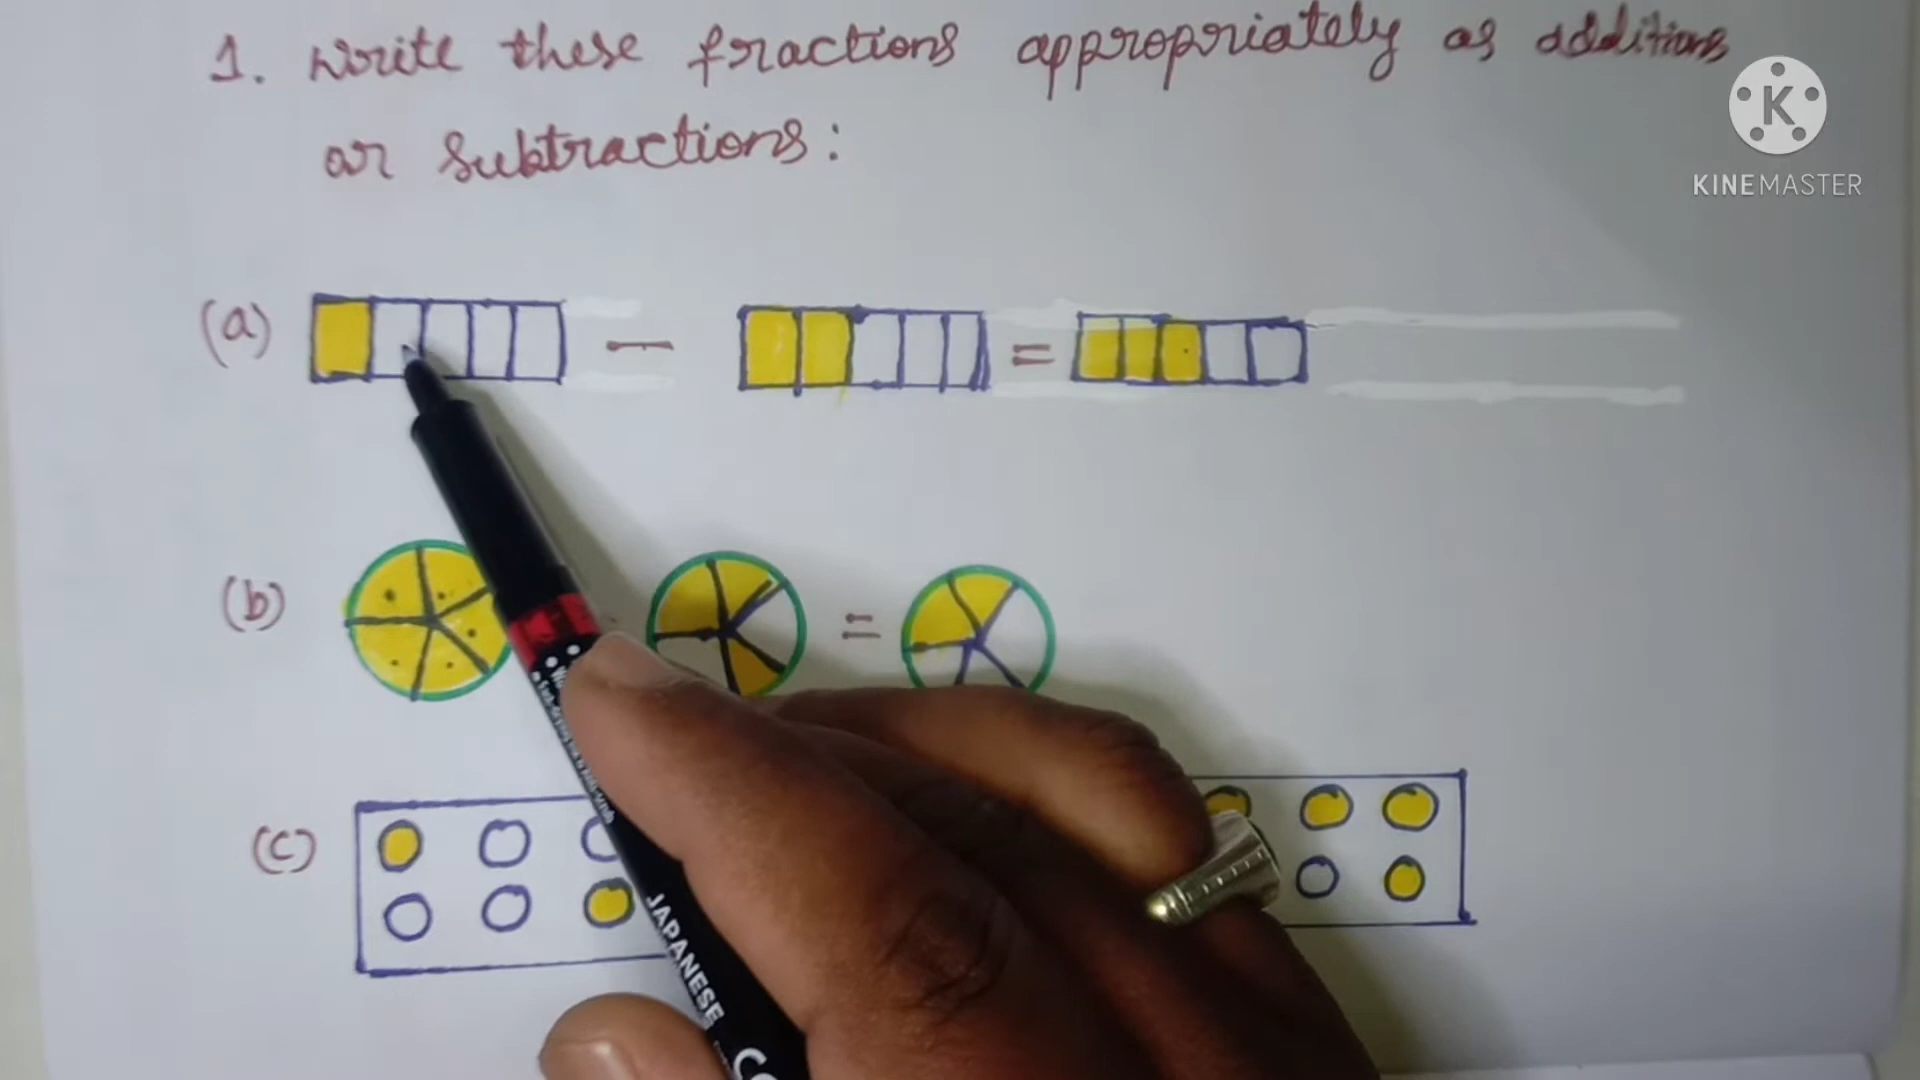 1. Write these fractions appropriately as additions
or subtractions:
K
KINEMASTER
(a) — =
(b) =
(c)
JAPANESE